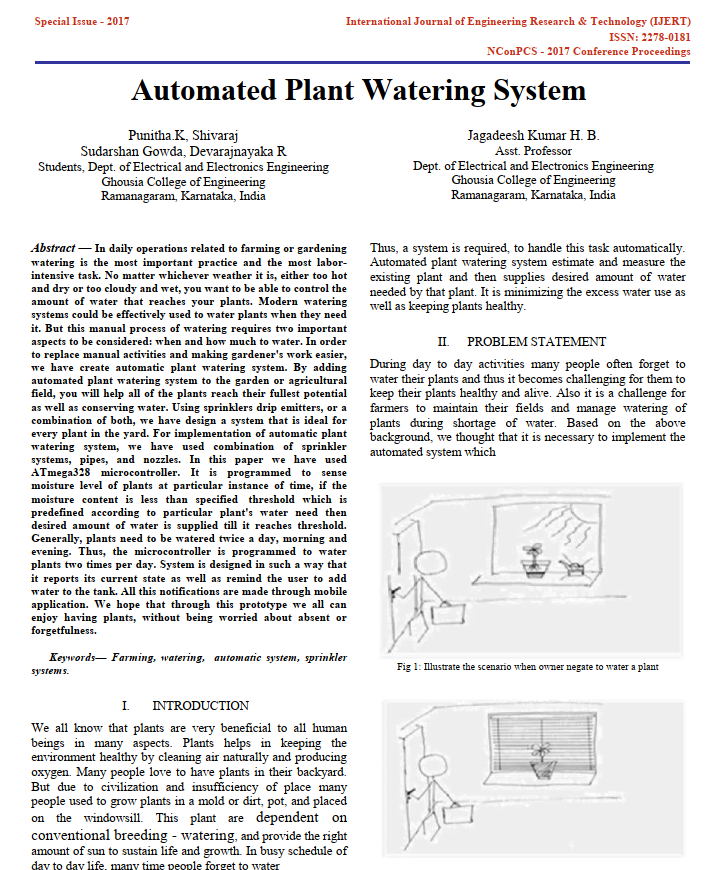 Special Issue - 2017
International Journal of Engineering Research & Technology (IJERT)
ISSN: 2278-0181
NConPCS - 2017 Conference Proceedings
Automated Plant Watering System
Punitha.K, Shivaraj
Sudarshan Gowda, Devarajnayaka R
Students, Dept. of Electrical and Electronics Engineering
Ghousia College of Engineering
Ramanagaram, Karnataka, India
Jagadeesh Kumar H. B.
Asst. Professor
Dept. of Electrical and Electronics Engineering
Ghousia College of Engineering
Ramanagaram, Karnataka, India
Abstract — In daily operations related to farming or gardening
watering is the most important practice and the most labor-
intensive task. No matter whichever weather it is, either too hot
and dry or too cloudy and wet, you want to be able to control the
amount of water that reaches your plants. Modern watering
systems could be effectively used to water plants when they need
it. But this manual process of watering requires two important
aspects to be considered: when and how much to water. In order
to replace manual activities and making gardener's work easier,
we have create automatic plant watering system. By adding
automated plant watering system to the garden or agricultural
field, you will help all of the plants reach their fullest potential
as well as conserving water. Using sprinklers drip emitters, or a
combination of both, we have design a system that is ideal for
every plant in the yard. For implementation of automatic plant
watering system, we have used combination of sprinkler
systems, pipes, and nozzles. In this paper we have used
ATmega328 microcontroller. It is programmed to sense
moisture level of plants at particular instance of time, if the
moisture content is less than specified threshold which is
predefined according to particular plant's water need then
desired amount of water is supplied till it reaches threshold.
Generally, plants need to be watered twice a day, morning and
evening. Thus, the microcontroller is programmed to water
plants two times per day. System is designed in such a way that
it reports its current state as well as remind the user to add
water to the tank. All this notifications are made through mobile
application. We hope that through this prototype we all can
enjoy having plants, without being worried about absent or
forgetfulness.
Keywords— Farming, watering, automatic system, sprinkler
systems.
I. INTRODUCTION
We all know that plants are very beneficial to all human
beings in many aspects. Plants helps in keeping the
environment healthy by cleaning air naturally and producing
oxygen. Many people love to have plants in their backyard.
But due to civilization and insufficiency of place many
people used to grow plants in a mold or dirt, pot, and placed
on the windowsill. This plant are dependent on
conventional breeding - watering, and provide the right
amount of sun to sustain life and growth. In busy schedule of
day to day life, many time people forget to water
Thus, a system is required, to handle this task automatically.
Automated plant watering system estimate and measure the
existing plant and then supplies desired amount of water
needed by that plant. It is minimizing the excess water use as
well as keeping plants healthy.
II. PROBLEM STATEMENT
During day to day activities many people often forget to
water their plants and thus it becomes challenging for them to
keep their plants healthy and alive. Also it is a challenge for
farmers to maintain their fields and manage watering of
plants during shortage of water. Based on the above
background, we thought that it is necessary to implement the
automated system which
Fig 1: Illustrate the scenario when owner negate to water a plant